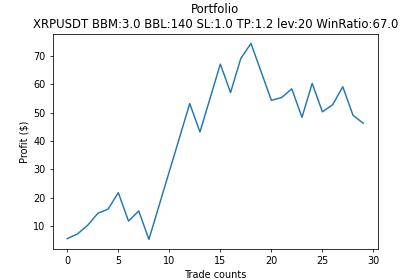 Portfolio
XRPUSDT BBM:3.0 BBL:140 SL:1.0 TP:1.2 lev:20 WinRatio:67.0
Profit ($)
70
60
50
40
30
20
10
0 5 10 15 20 25 30
Trade counts